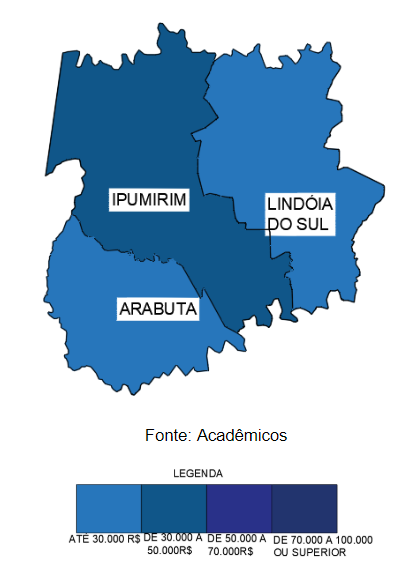 IPUMIRIM
LINDÓIA
DO SUL
ARABUTA
Fonte: Acadêmicos
LEGENDA
ATÉ 30.000 R$
DE 30.000 A
50.000R$
DE 50.000 A
70.000R$
DE 70.000 A 100.000
OU SUPERIOR